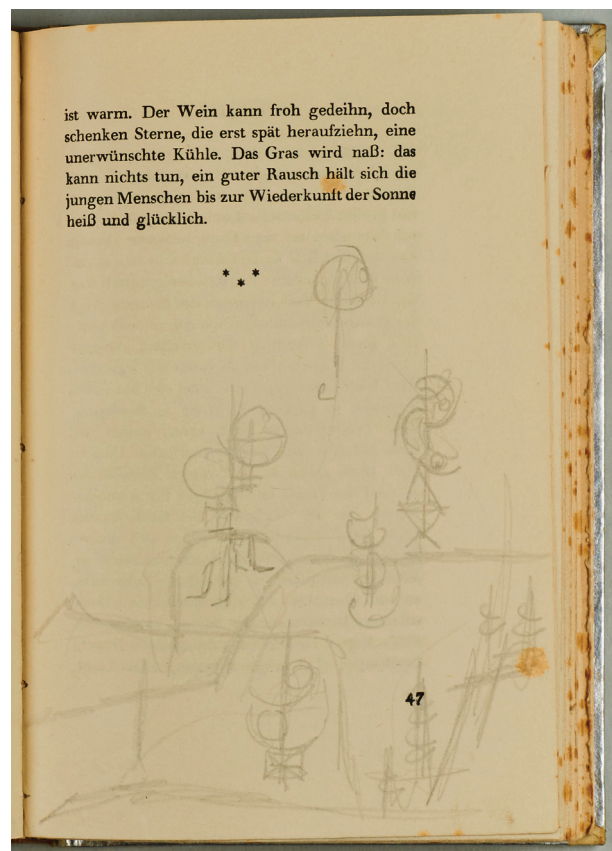 ist warm. Der Wein kann froh gedeihn, doch
schenken Sterne, die erst spät heraufziehn, eine
unerwünschte Kühle. Das Gras wird naß: das
kann nichts tun, ein guter Rausch hält sich die
jungen Menschen bis zur Wiederkunft der Sonne
heiß und glücklich.
* * *
47